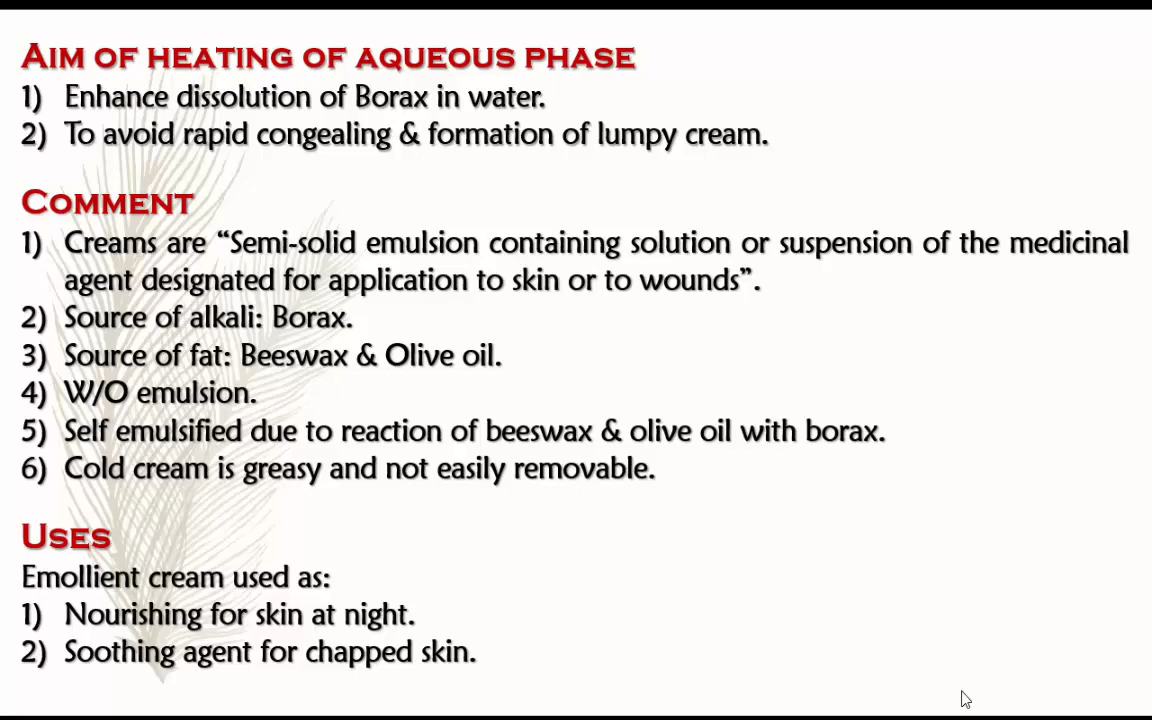 AIM OF HEATING OF AQUEOUS PHASE
1) Enhance dissolution of Borax in water.
2) To avoid rapid congealing & formation of lumpy cream.
COMMENT
1) Creams are “Semi-solid emulsion containing solution or suspension of the medicinal
agent designated for application to skin or to wounds”.
2) Source of alkali: Borax.
3) Source of fat: Beeswax & Olive oil.
4) W/O emulsion.
5) Self emulsified due to reaction of beeswax & olive oil with borax.
6) Cold cream is greasy and not easily removable.
USES
Emollient cream used as:
1) Nourishing for skin at night.
2) Soothing agent for chapped skin.